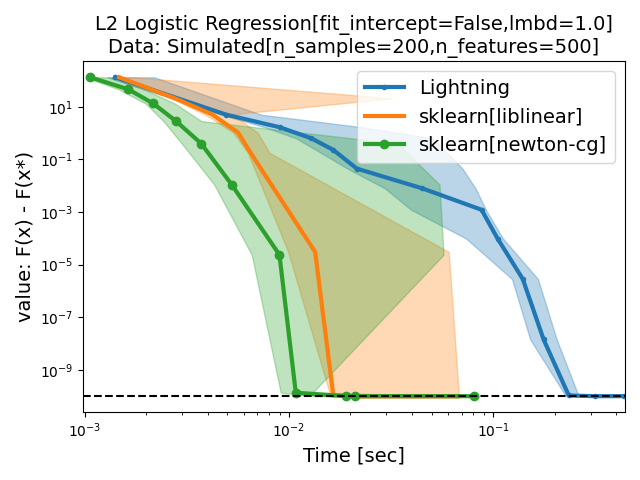 L2 Logistic Regression[fit_intercept=False,lmbd=1.0]
Data: Simulated[n_samples=200,n_features=500]
value: F(x) - F(x*)
10¹
10⁻¹
10⁻³
10⁻⁵
10⁻⁷
10⁻⁹
Lightning
sklearn[liblinear]
sklearn[newton-cg]
10⁻³
10⁻²
10⁻¹
Time [sec]